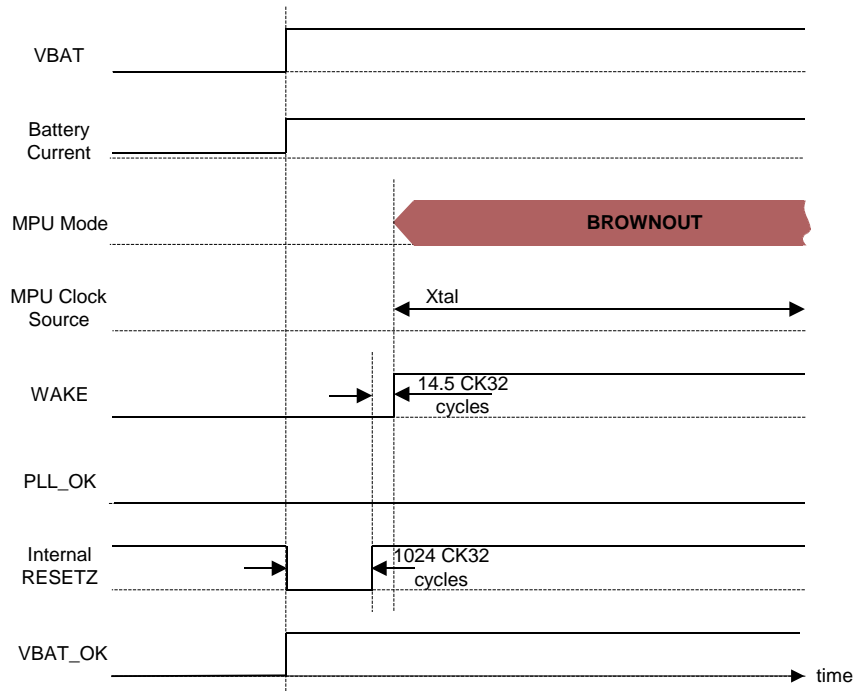 VBAT
Battery
Current
MPU Mode
BROWNOUT
MPU Clock
Source
Xtal
WAKE
14.5 CK32
cycles
PLL_OK
Internal
RESETZ
1024 CK32
cycles
VBAT_OK
time